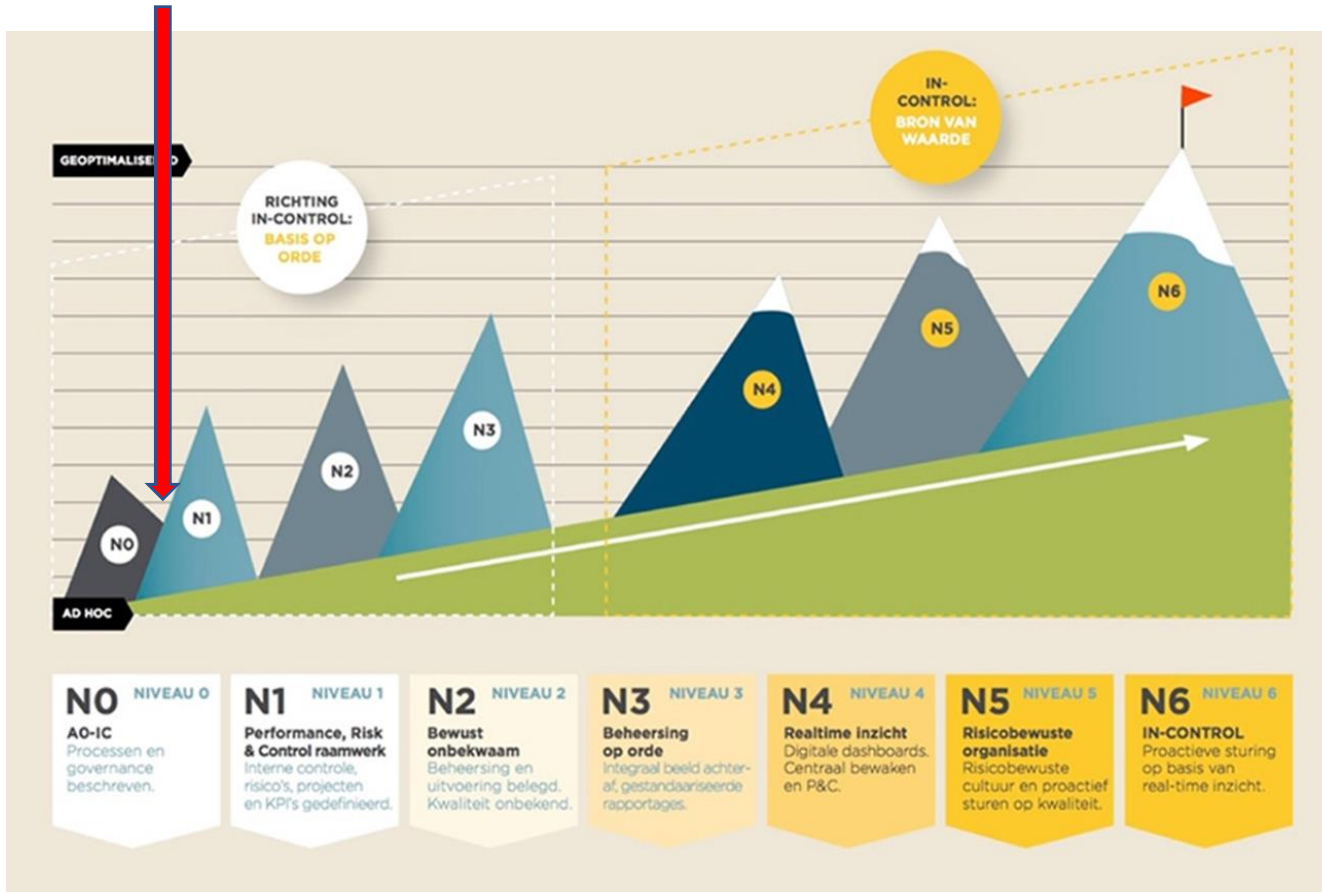 IN-
CONTROL:
BRON VAN
WAARDE
GEOPTIMALISE D
RICHTING
IN-CONTROL:
BASIS OP
ORDE
N6
N5
N4
N3
N2
N1
N0
AD HOC
N0 NIVEAU 0
AO-IC
Processen en
governance
beschreven.
N1 NIVEAU 1
Performance, Risk
& Control raamwerk
Interne controle,
risico's, projecten
en KPI's gedefinieerd.
N2 NIVEAU 2
Bewust
onbekwaam
Beheersing en
uitvoering belegd.
Kwaliteit onbekend.
N3 NIVEAU 3
Beheersing
op orde
Integraal beeld achter-
af, gestandaariseerde
rapportages.
N4 NIVEAU 4
Realtime inzicht
Digitale dashboards.
Centraal bewaken
en P&C.
N5 NIVEAU 5
Risicobewuste
organisatie
Risicobewuste
cultuur en proactief
sturen op kwaliteit.
N6 NIVEAU 6
IN-CONTROL
Proactieve sturing
op basis van
real-time inzicht.